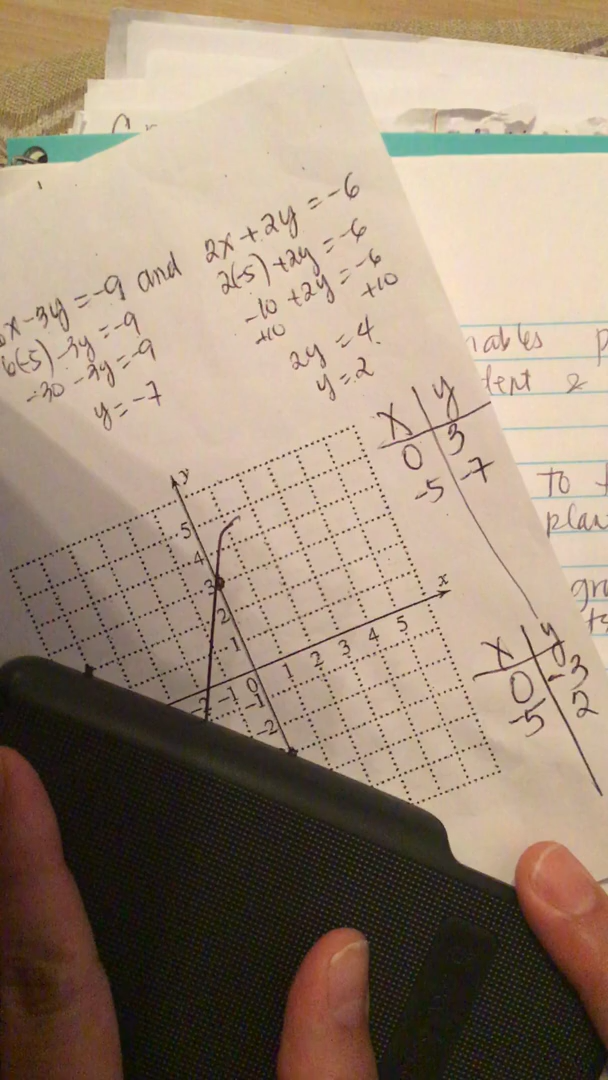 x-3y=-9 and 2x+2y=-6
6(-5)-3y=-9
-30-3y=-9
y=-7
2(-5)+2y=-6
-10+2y=-6
+10 +10
2y=4
y=2
x y
0 3
-5 -7
x y
0 -3
-5 2
y
5
4
3
2
1
x
-2 -1 0 1 2 3 4 5
-1
-2
nables
dent &
to
plan